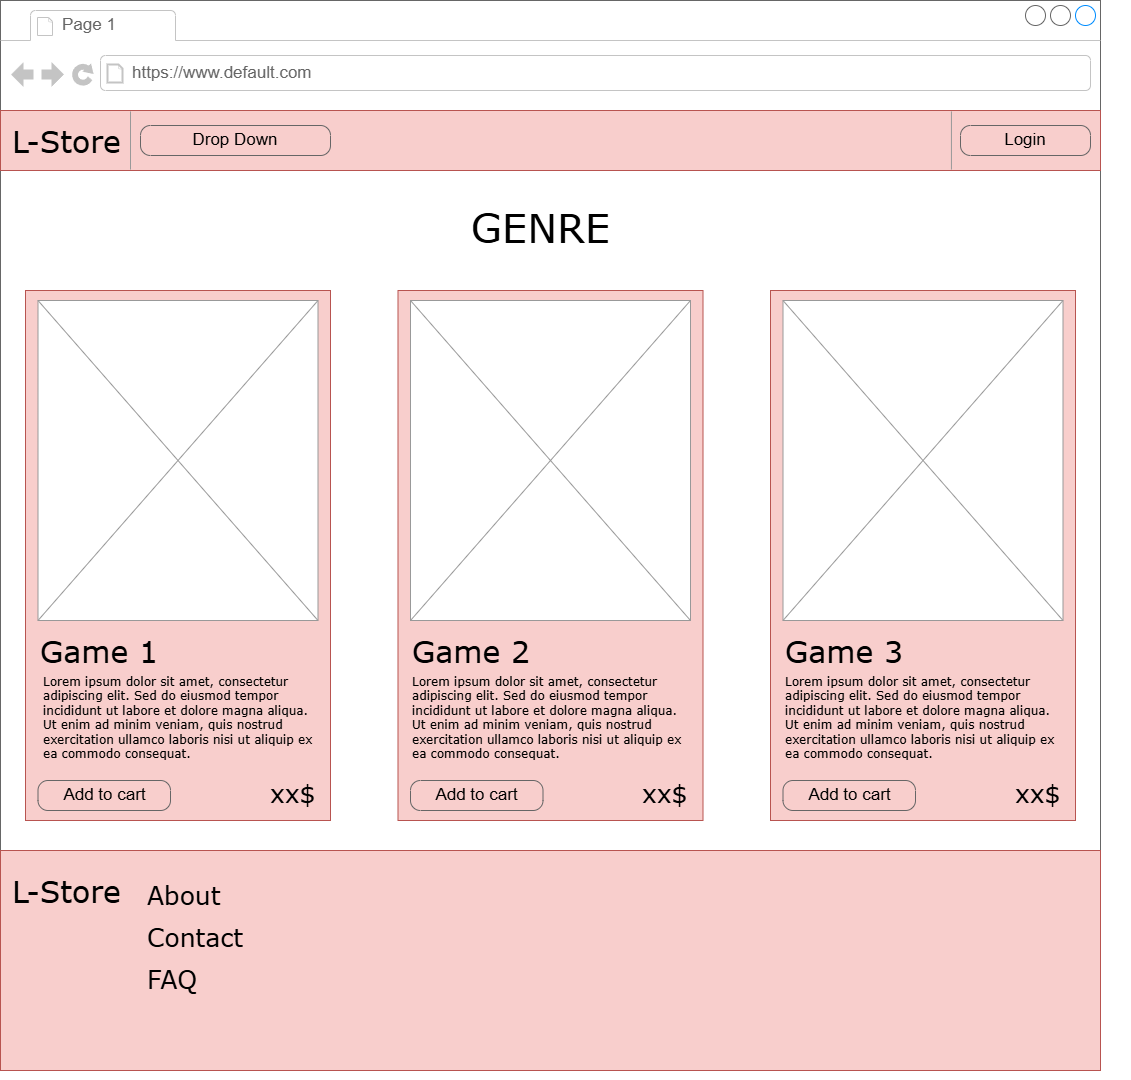 Page 1
https://www.default.com
L-Store
Drop Down
Login
GENRE
Game 1
Lorem ipsum dolor sit amet, consectetur
adipiscing elit. Sed do eiusmod tempor
incididunt ut labore et dolore magna aliqua.
Ut enim ad minim veniam, quis nostrud
exercitation ullamco laboris nisi ut aliquip ex
ea commodo consequat.
Add to cart
xx$
Game 2
Lorem ipsum dolor sit amet, consectetur
adipiscing elit. Sed do eiusmod tempor
incididunt ut labore et dolore magna aliqua.
Ut enim ad minim veniam, quis nostrud
exercitation ullamco laboris nisi ut aliquip ex
ea commodo consequat.
Add to cart
xx$
Game 3
Lorem ipsum dolor sit amet, consectetur
adipiscing elit. Sed do eiusmod tempor
incididunt ut labore et dolore magna aliqua.
Ut enim ad minim veniam, quis nostrud
exercitation ullamco laboris nisi ut aliquip ex
ea commodo consequat.
Add to cart
xx$
L-Store
About
Contact
FAQ